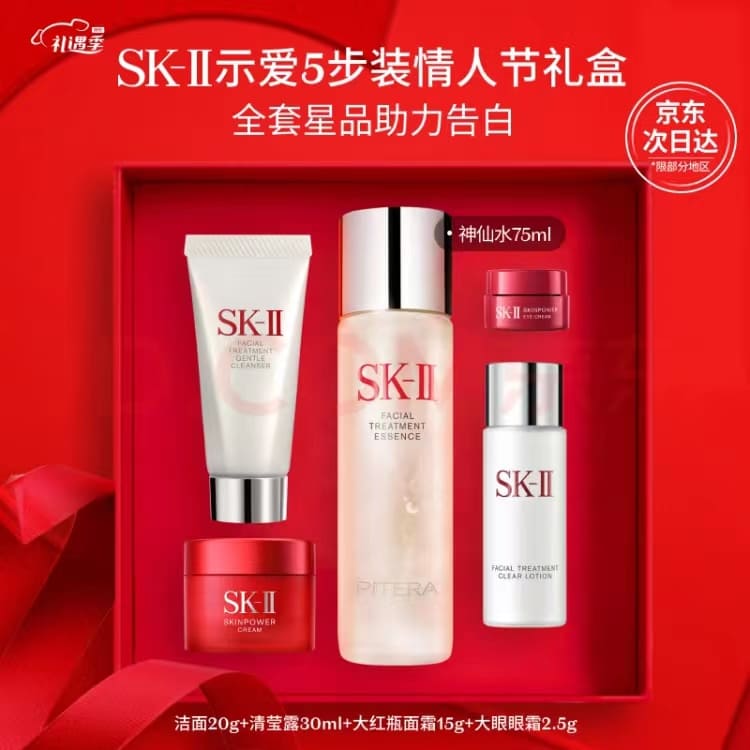 礼遇季
SK-II示爱5步装情人节礼盒
全套星品助力告白
京东
次日达
*限部分地区
• 神仙水75ml
SK-II
FACIAL
TREATMENT
GENTLE
CLEANSER
SK-II
FACIAL
TREATMENT
ESSENCE
PITERA
SK-II SKINPOWER
EYE CREAM
SK-II
FACIAL TREATMENT
CLEAR LOTION
SK-II
SKINPOWER
CREAM
洁面20g+清莹露30ml+大红瓶面霜15g+大眼眼霜2.5g